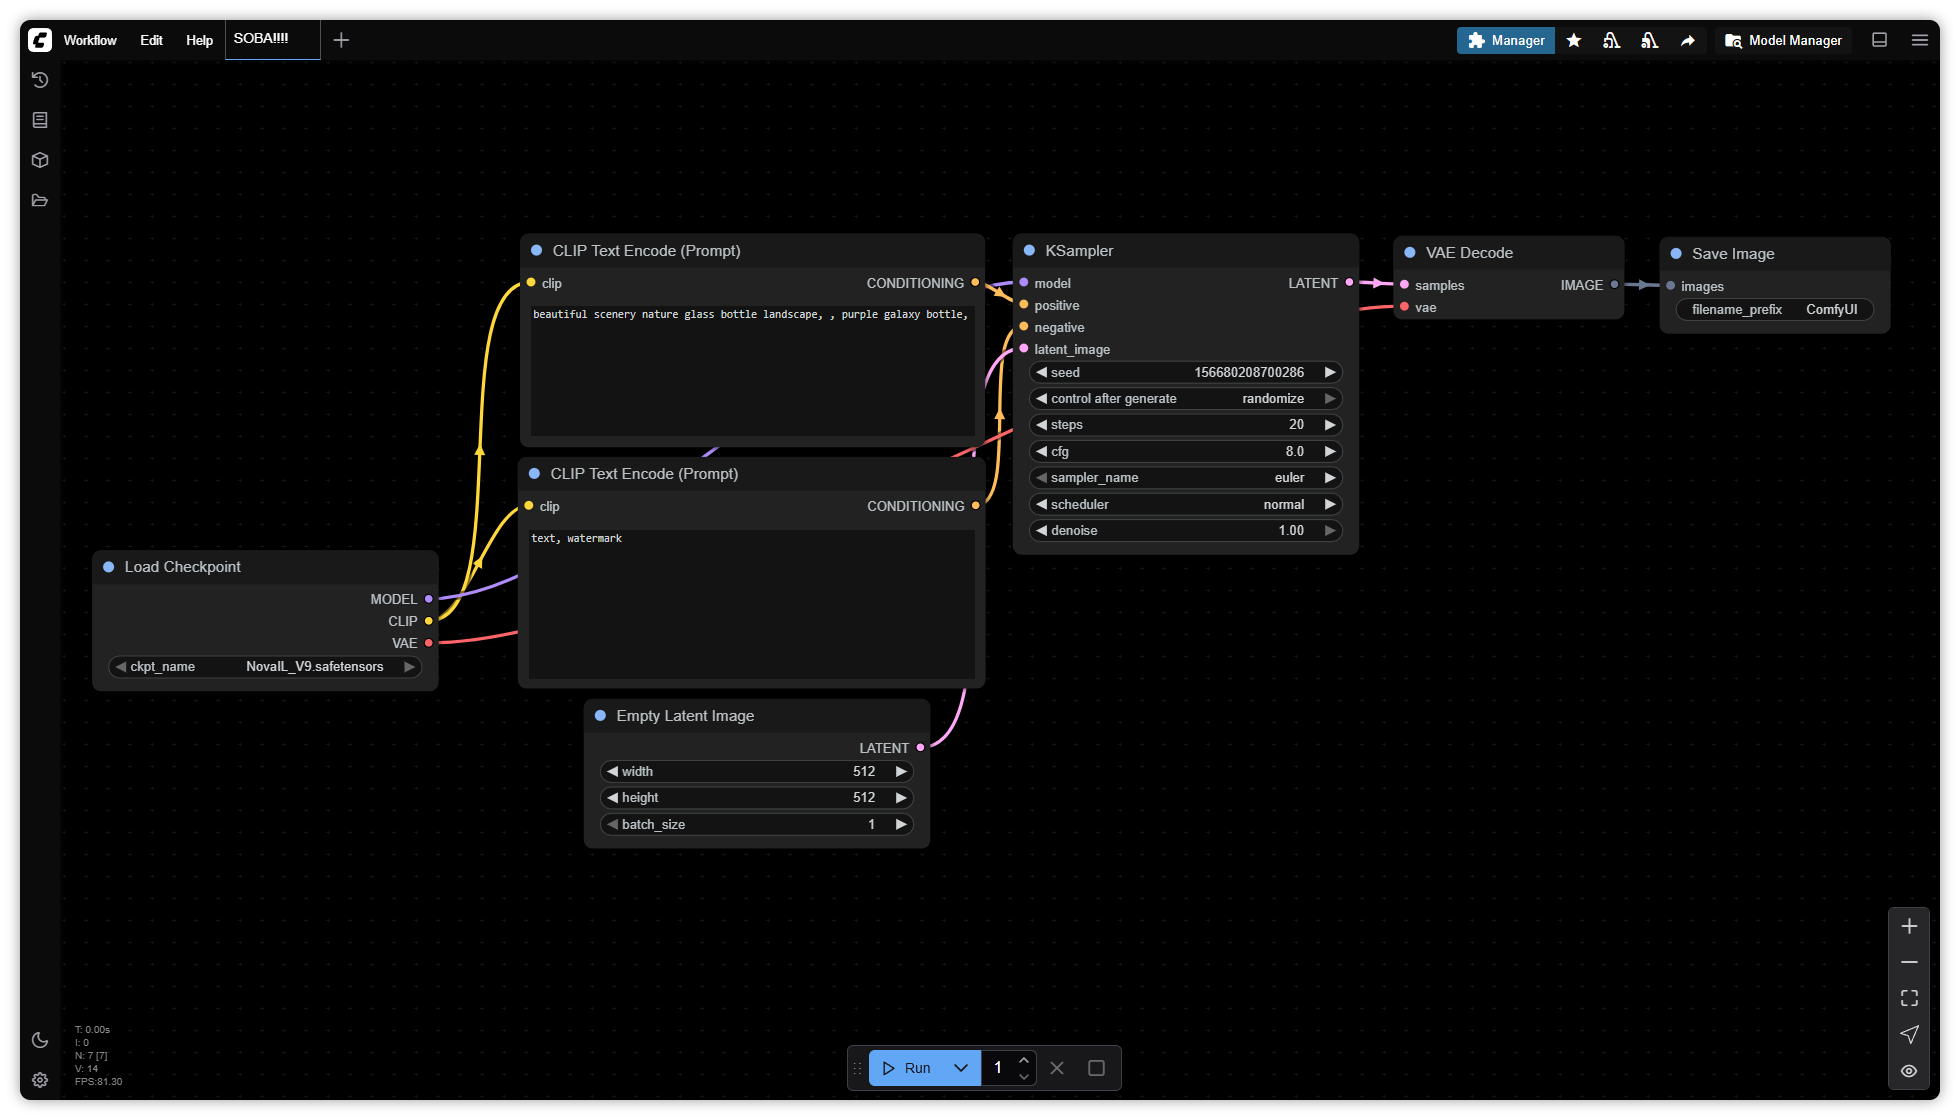 Workflow Edit Help SOBA!!!! Manager Model Manager
CLIP Text Encode (Prompt)
clip CONDITIONING
beautiful scenery nature glass bottle landscape, , purple galaxy bottle,
CLIP Text Encode (Prompt)
clip CONDITIONING
text, watermark
Load Checkpoint
MODEL
CLIP
VAE
ckpt_name NovalL_V9.safetensors
Empty Latent Image
LATENT
width 512
height 512
batch_size 1
KSampler
model LATENT
positive
negative
latent_image
seed 156680208700286
control after generate randomize
steps 20
cfg 8.0
sampler_name euler
scheduler normal
denoise 1.00
VAE Decode
samples IMAGE
vae
Save Image
images
filename_prefix ComfyUI
T: 0.00s
I: 0
N: 7 [7]
V: 14
FPS:81.30
Run 1